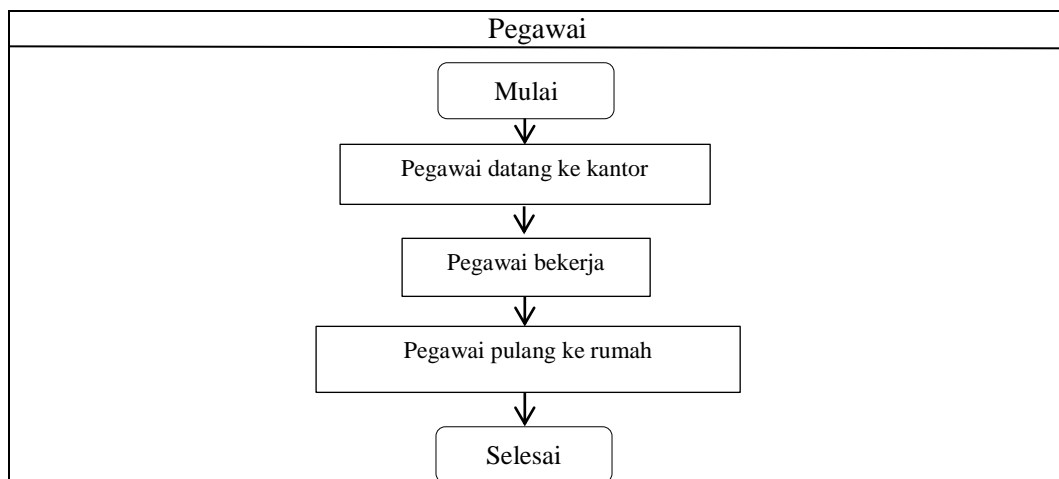 Pegawai
Mulai
Pegawai datang ke kantor
Pegawai bekerja
Pegawai pulang ke rumah
Selesai